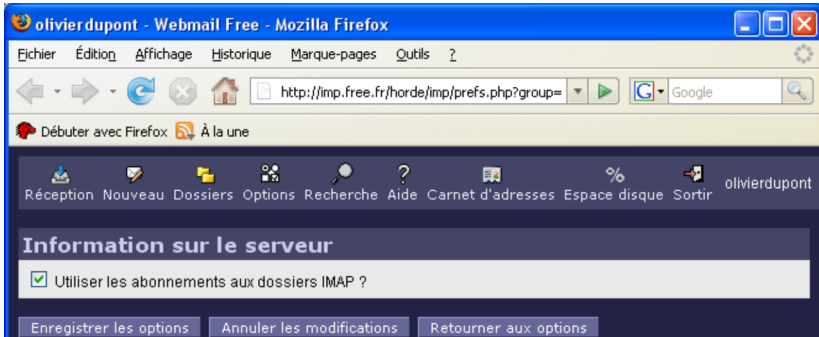 olivierdupont - Webmail Free - Mozilla Firefox
Fichier Édition Affichage Historique Marque-pages Outils ?
http://imp.free.fr/horde/imp/prefs.php?group= G Google
Débuter avec Firefox À la une
Réception Nouveau Dossiers Options Recherche Aide Carnet d'adresses Espace disque Sortir olivierdupont
Information sur le serveur
Utiliser les abonnements aux dossiers IMAP ?
Enregistrer les options Annuler les modifications Retourner aux options